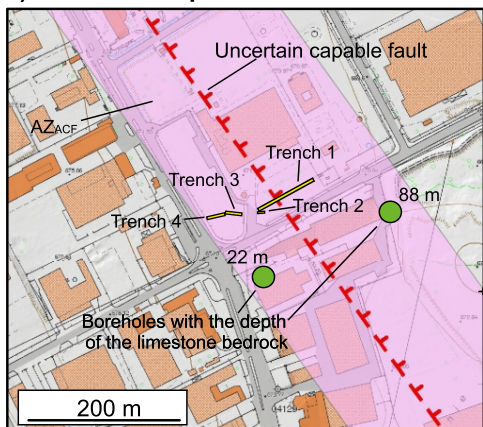 Uncertain capable fault
AZACF
Trench 1
Trench 3
88 m
Trench 2
Trench 4
22 m
Boreholes with the depth
of the limestone bedrock
200 m